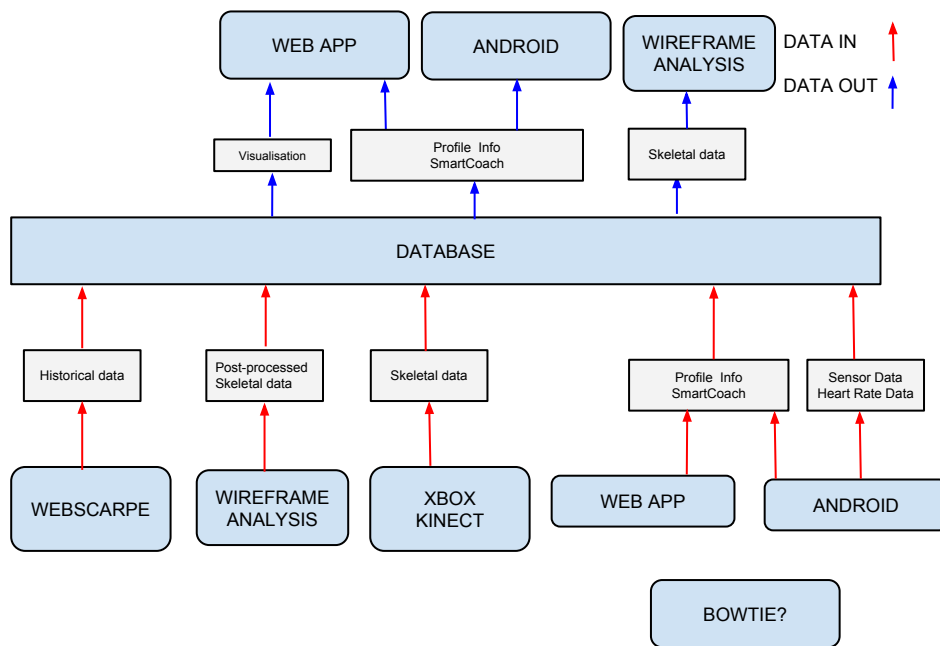 WEB APP
ANDROID
WIREFRAME
ANALYSIS
DATA IN
DATA OUT
Visualisation
Profile Info
SmartCoach
Skeletal data
DATABASE
Historical data
Post-processed
Skeletal data
Skeletal data
Profile Info
SmartCoach
Sensor Data
Heart Rate Data
WEBSCARPE
WIREFRAME
ANALYSIS
XBOX
KINECT
WEB APP
ANDROID
BOWTIE?